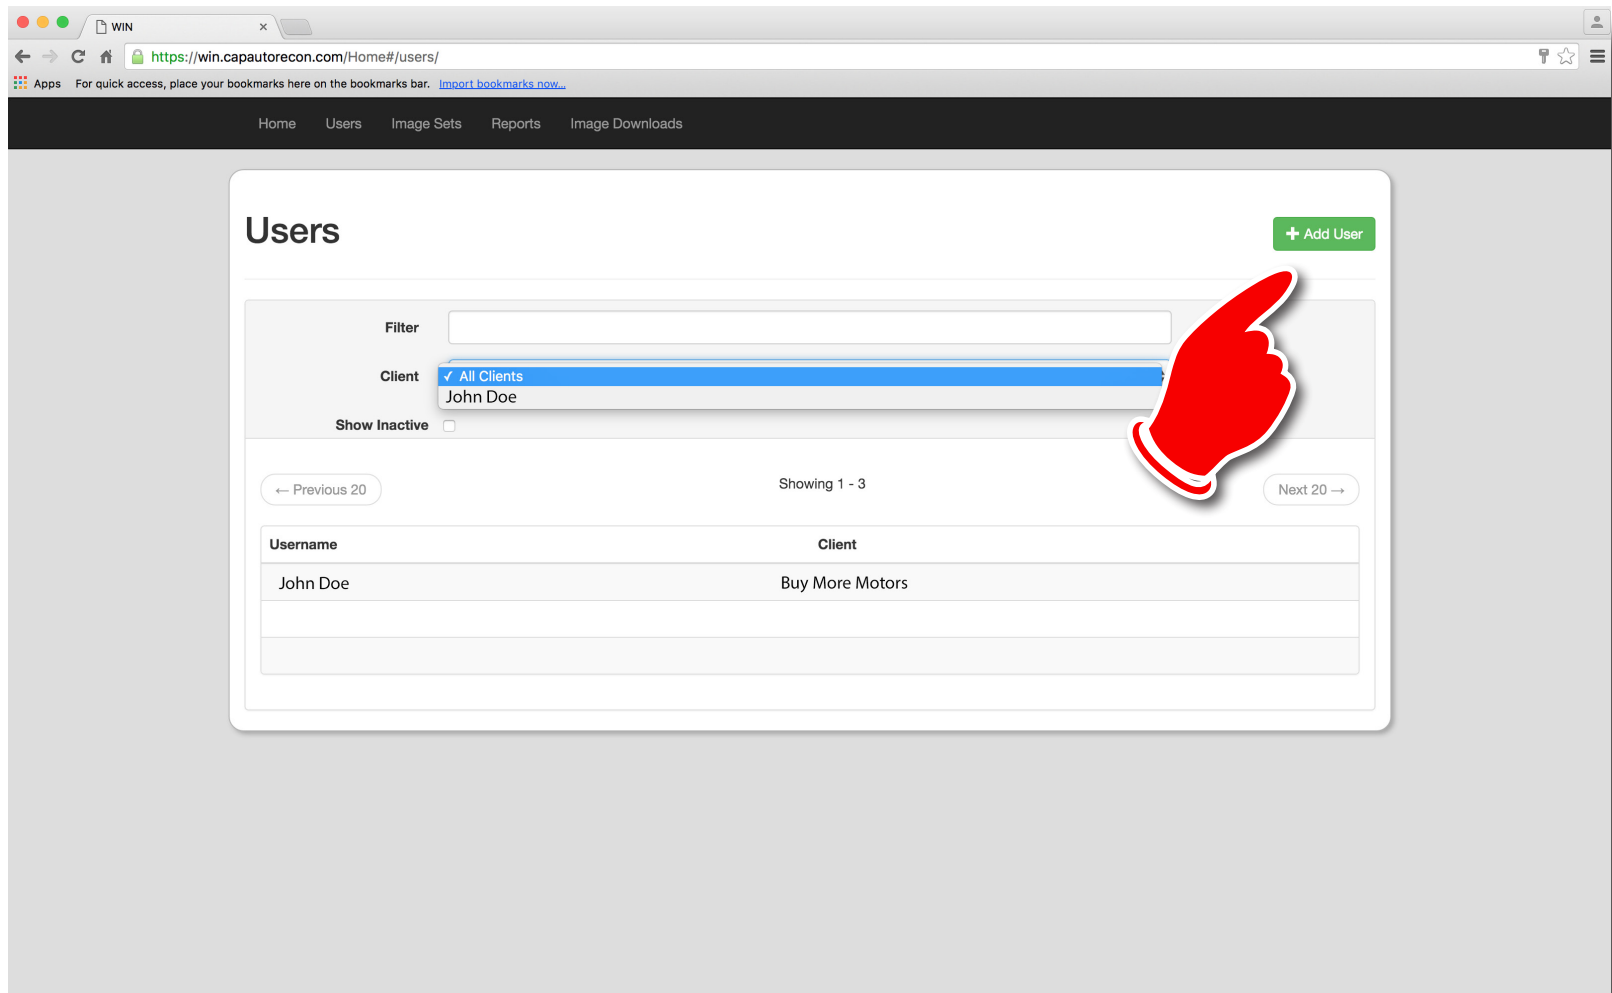 WIN
https://win.capautorecon.com/Home#/users/
Apps For quick access, place your bookmarks here on the bookmarks bar. Import bookmarks now...
Home Users Image Sets Reports Image Downloads
Users
+ Add User
Filter
Client
✓ All Clients
John Doe
Show Inactive
← Previous 20
Showing 1 - 3
Next 20 →
Username Client
John Doe Buy More Motors